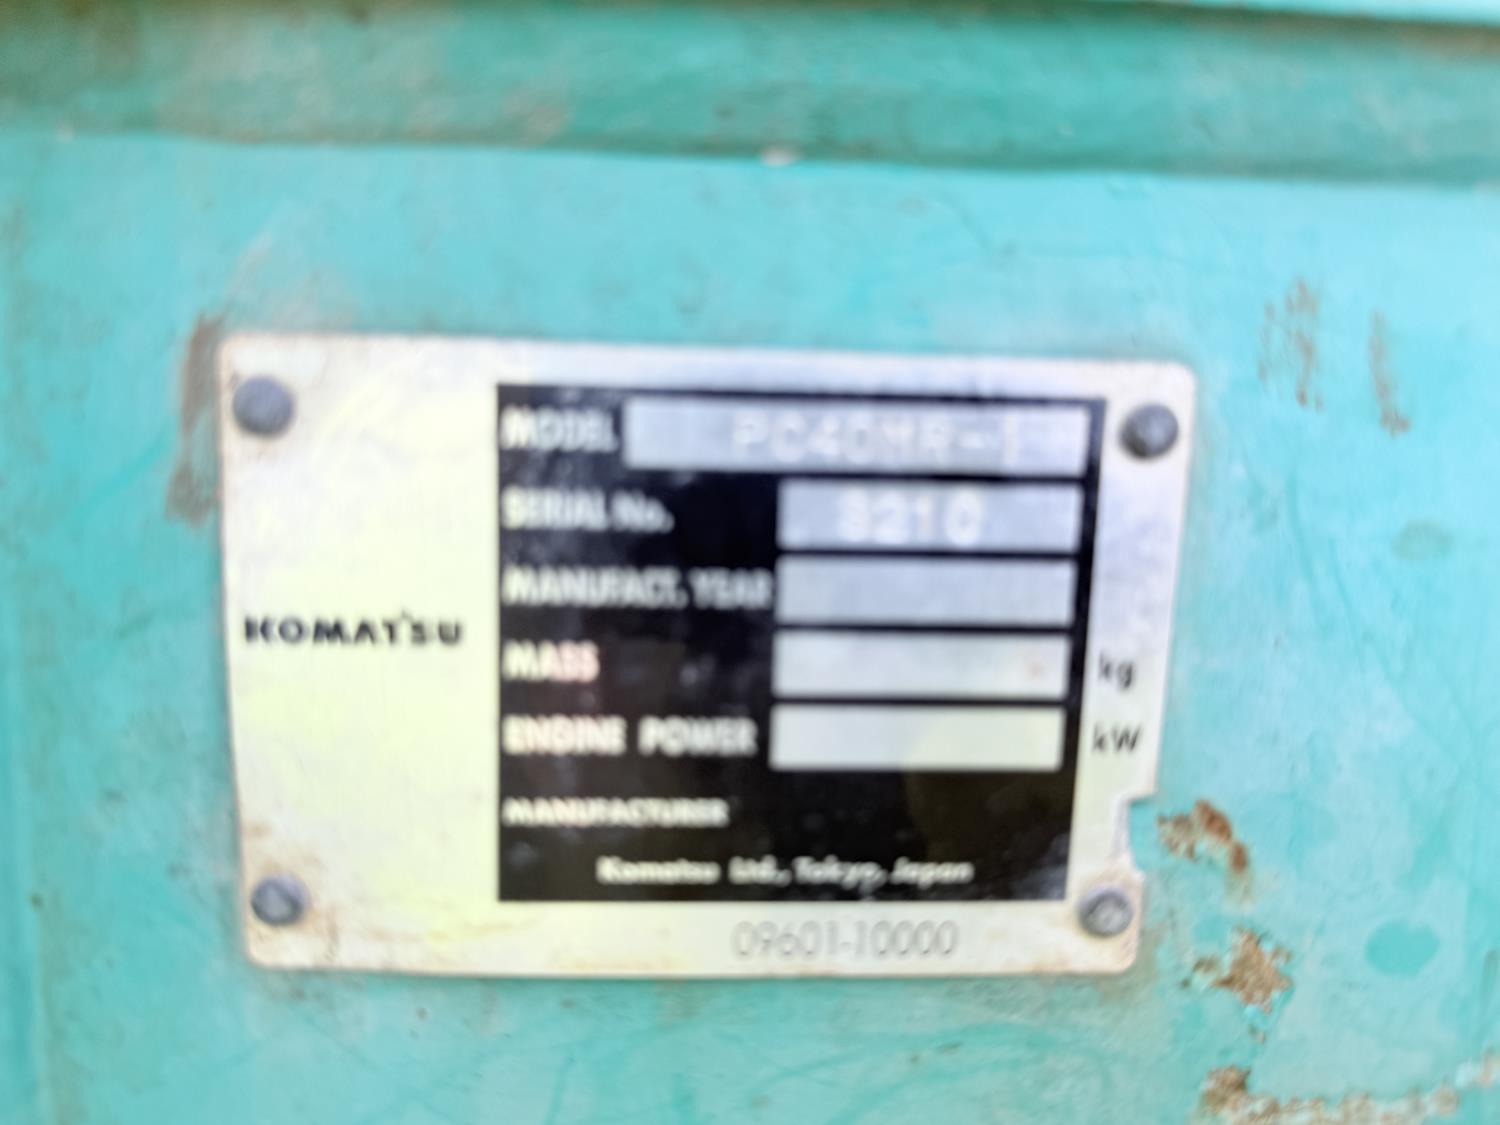 MODEL PC40MR-1
SERIAL No.
MANUFACT. YEAR
KOMATSU
MASS kg
ENGINE POWER kW
MANUFACTURER
Komatsu Ltd., Tokyo, Japan
09601-10000